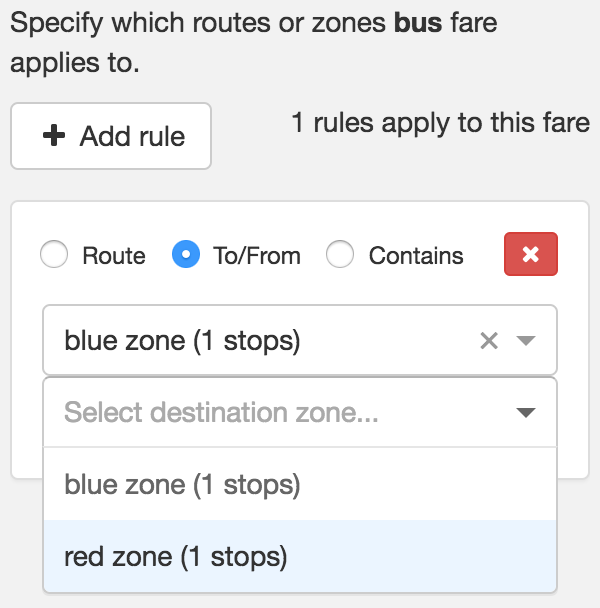 Specify which routes or zones bus fare
applies to.
Add rule
1 rules apply to this fare
Route To/From Contains
blue zone (1 stops)
Select destination zone...
blue zone (1 stops)
red zone (1 stops)